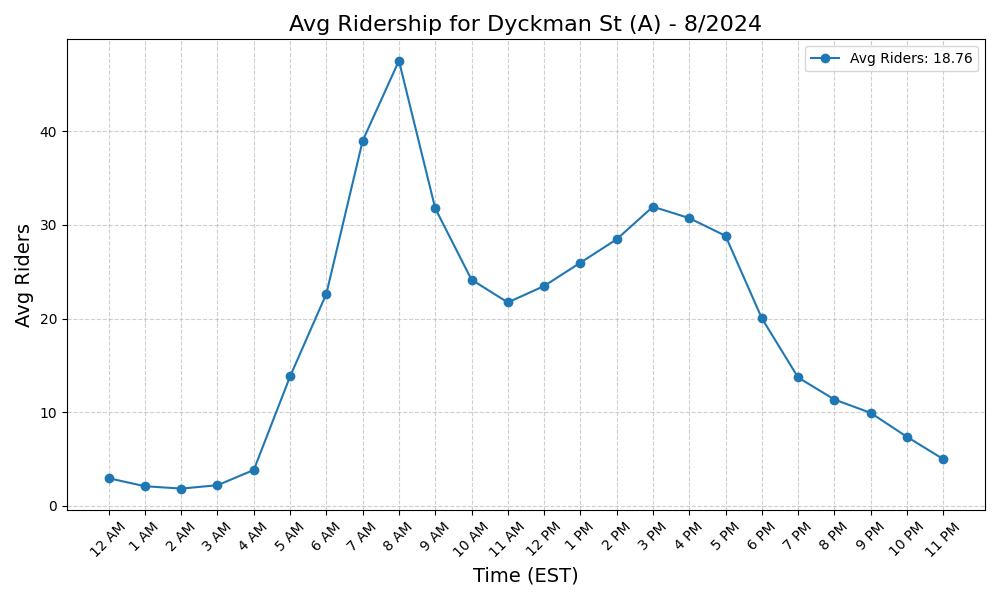 Avg Ridership for Dyckman St (A) - 8/2024
Avg Riders: 18.76
Avg Riders
40
30
20
10
0
12 AM
1 AM
2 AM
3 AM
4 AM
5 AM
6 AM
7 AM
8 AM
9 AM
10 AM
11 AM
12 PM
1 PM
2 PM
3 PM
4 PM
5 PM
6 PM
7 PM
8 PM
9 PM
10 PM
11 PM
Time (EST)